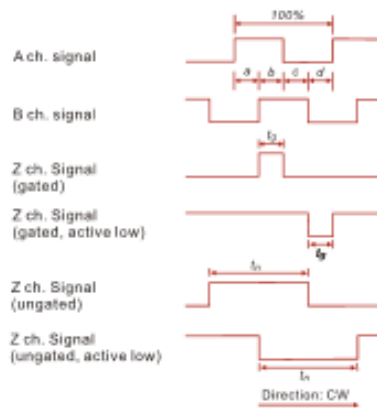 100%
A ch. signal
a b c d
B ch. signal
tg
Z ch. Signal
(gated)
Z ch. Signal
(gated, active low)
tg
tn
Z ch. Signal
(ungated)
Z ch. Signal
(ungated, active low)
tn
Direction: CW